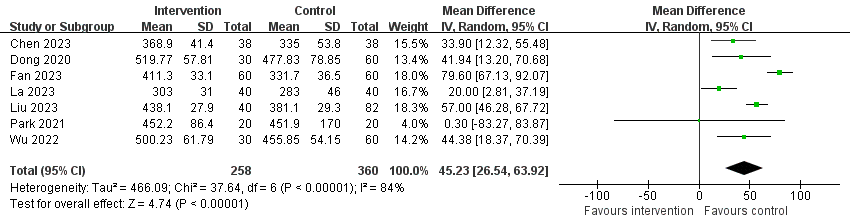 Intervention Control Mean Difference Mean Difference
Study or Subgroup Mean SD Total Mean SD Total Weight IV, Random, 95% CI IV, Random, 95% CI
Chen 2023 368.9 41.4 38 335 53.8 38 15.5% 33.90 [12.32, 55.48]
Dong 2020 519.77 57.81 30 477.83 78.85 60 13.4% 41.94 [13.20, 70.68]
Fan 2023 411.3 33.1 60 331.7 36.5 60 17.9% 79.60 [67.13, 92.07]
La 2023 303 31 40 283 46 40 16.7% 20.00 [2.81, 37.19]
Liu 2023 438.1 27.9 40 381.1 29.3 82 18.3% 57.00 [46.28, 67.72]
Park 2021 452.2 86.4 20 451.9 170 20 4.0% 0.30 [-83.27, 83.87]
Wu 2022 500.23 61.79 30 455.85 54.15 60 14.2% 44.38 [18.37, 70.39]
Total (95% CI) 258 360 100.0% 45.23 [26.54, 63.92]
Heterogeneity: Tau² = 466.09; Chi² = 37.64, df = 6 (P < 0.00001); I² = 84%
Test for overall effect: Z = 4.74 (P < 0.00001)
-100 -50 0 50 100
Favours intervention Favours control